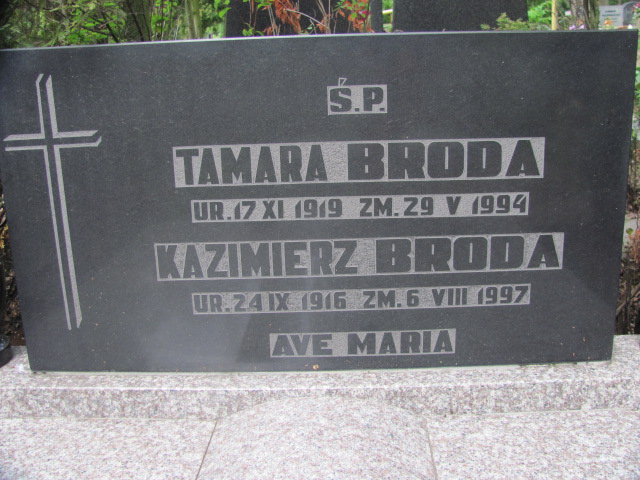 Ś.P.
TAMARA BRODA
UR. 17 XI 1919 ZM. 29 V 1994
KAZIMIERZ BRODA
UR. 24 IX 1916 ZM. 6 VIII 1997
AVE MARIA